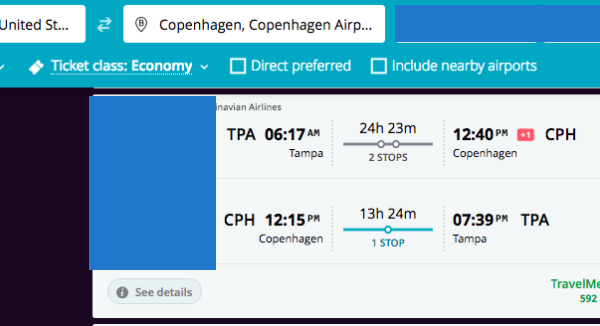 United St... Copenhagen, Copenhagen Airp...
Ticket class: Economy Direct preferred Include nearby airports
inavian Airlines
TPA 06:17 AM 24h 23m 12:40 PM +1 CPH
Tampa 2 STOPS Copenhagen
CPH 12:15 PM 13h 24m 07:39 PM TPA
Copenhagen 1 STOP Tampa
See details TravelMe
592